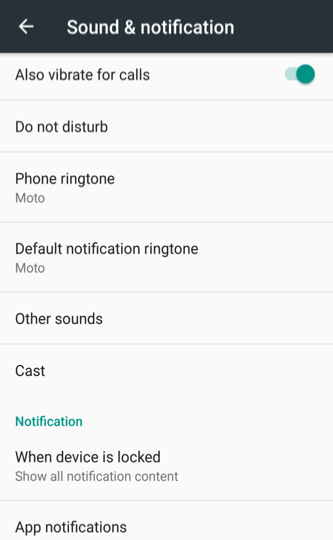 Sound & notification
Also vibrate for calls
Do not disturb
Phone ringtone
Moto
Default notification ringtone
Moto
Other sounds
Cast
Notification
When device is locked
Show all notification content
App notifications